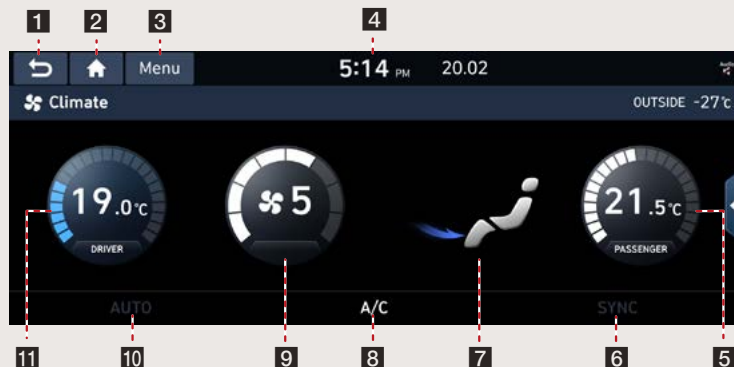 1 2 3 4
Menu 5:14 PM 20.02
Climate OUTSIDE -27℃
19.0℃ 5 21.5℃
DRIVER PASSENGER
AUTO A/C SYNC
11 10 9 8 7 6 5